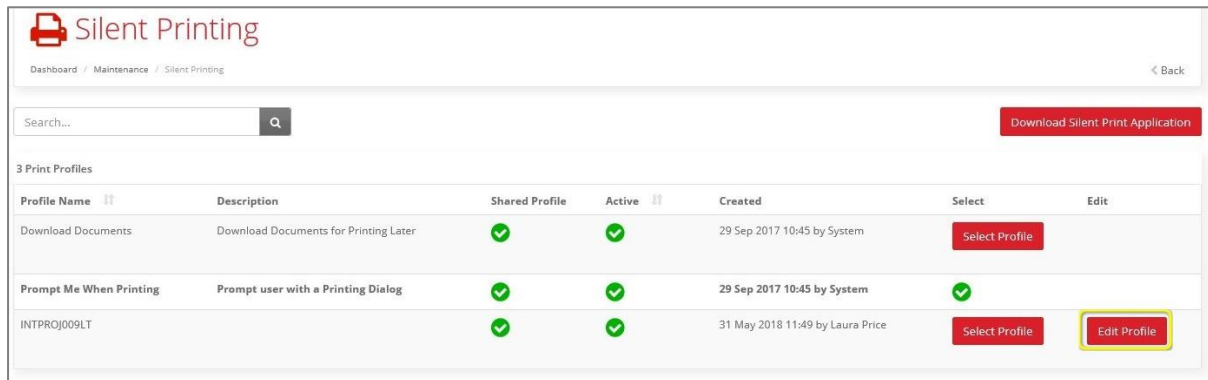 Silent Printing
Dashboard / Maintenance / Silent Printing
< Back
Search...
Download Silent Print Application
3 Print Profiles
Profile Name Description Shared Profile Active Created Select Edit
Download Documents Download Documents for Printing Later 29 Sep 2017 10:45 by System Select Profile
Prompt Me When Printing Prompt user with a Printing Dialog 29 Sep 2017 10:45 by System
INTPROJ009LT 31 May 2018 11:49 by Laura Price Select Profile Edit Profile